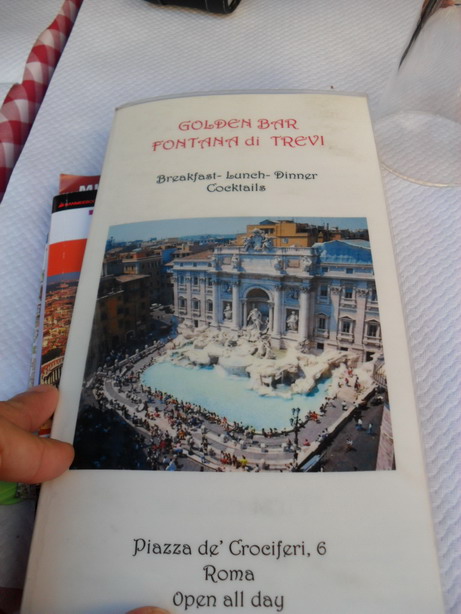 GOLDEN BAR
FONTANA di TREVI
Breakfast- Lunch- Dinner
Cocktails
Piazza de' Crociferi, 6
Roma
Open all day